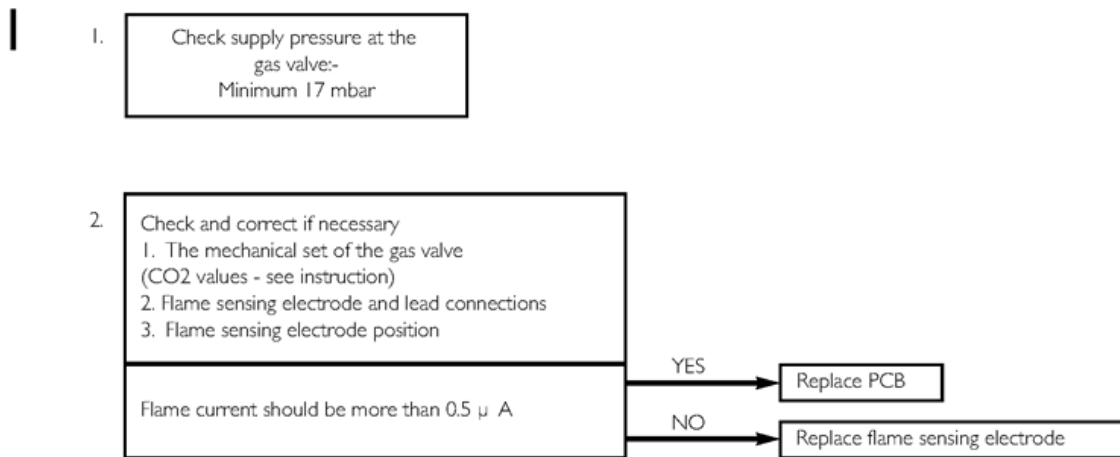 I
1. Check supply pressure at the
gas valve:-
Minimum 17 mbar
2. Check and correct if necessary
1. The mechanical set of the gas valve
(CO2 values - see instruction)
2. Flame sensing electrode and lead connections
3. Flame sensing electrode position
YES
Replace PCB
Flame current should be more than 0.5 μ A
NO
Replace flame sensing electrode